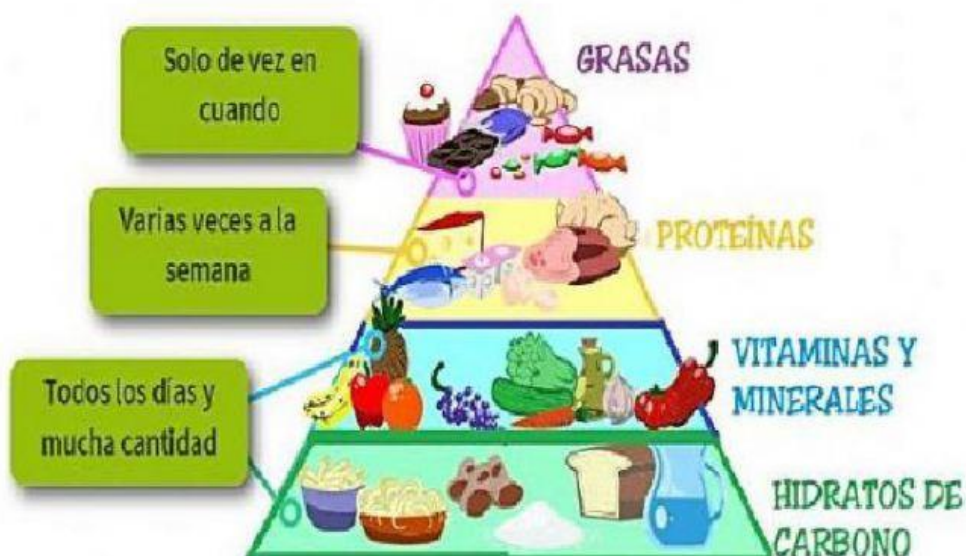 Solo de vez en
cuando
GRASAS
Varias veces a la
semana
PROTEÍNAS
Todos los días y
mucha cantidad
VITAMINAS Y
MINERALES
HIDRATOS DE
CARBONO